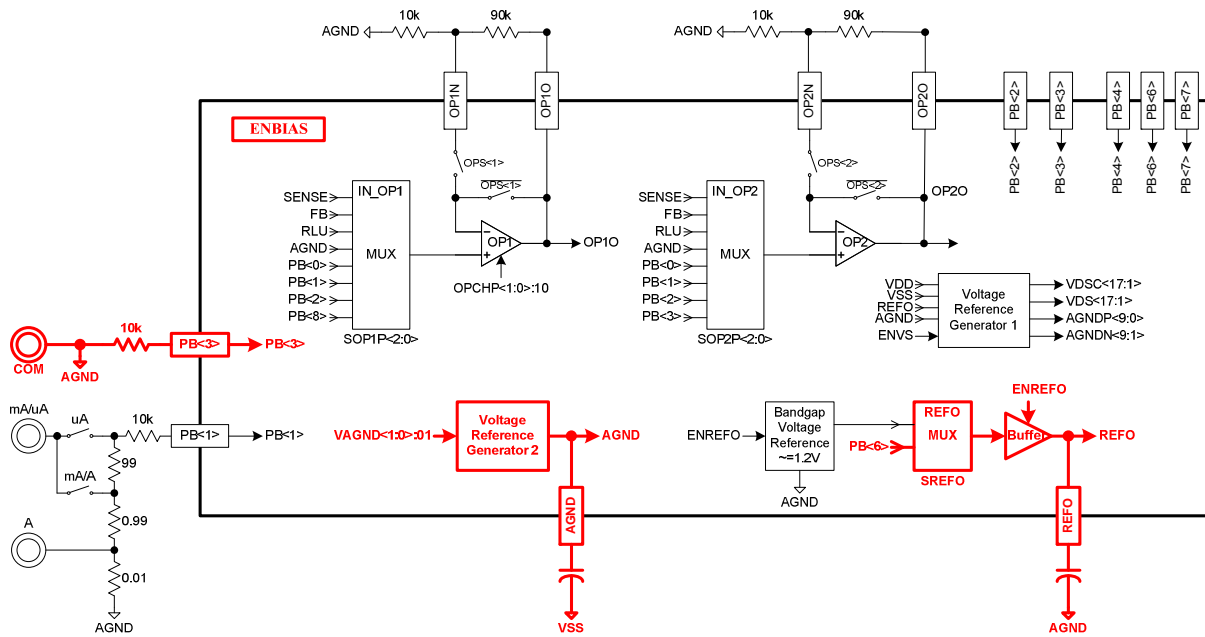 10k 90k 10k 90k
AGND AGND
OP1N OP1O OP2N OP2O PB<2> PB<3> PB<4> PB<6> PB<7>
ENBIAS
OPS<1> OPS<2> PB<2> PB<3> PB<4> PB<6> PB<7>
OPS<1> OPS<2>
IN_OP1 IN_OP2 OP2O
SENSE SENSE
FB FB
RLU RLU
AGND MUX OP1 OP1O AGND MUX OP2
PB<0> PB<0>
PB<1> OPCHP<1:0>:10 PB<1>
PB<2> PB<2>
PB<8> PB<3>
SOP1P<2:0> SOP2P<2:0>
VDD VDSC<17:1>
VSS Voltage VDS<17:1>
REFO Reference
AGND Generator 1 AGNDP<9:0>
ENVS AGNDN<9:1>
10k
PB<3> PB<3>
COM
AGND
mA/uA
uA 10k
PB<1> PB<1>
99
mA/A
A 0.99
0.01
AGND
VAGND<1:0>:01
Voltage
Reference
Generator 2
AGND
AGND
VSS
ENREFO
Bandgap
Voltage
Reference
~=1.2V
AGND
PB<6>
REFO
MUX
SREFO
ENREFO
Buffer
REFO
REFO
AGND